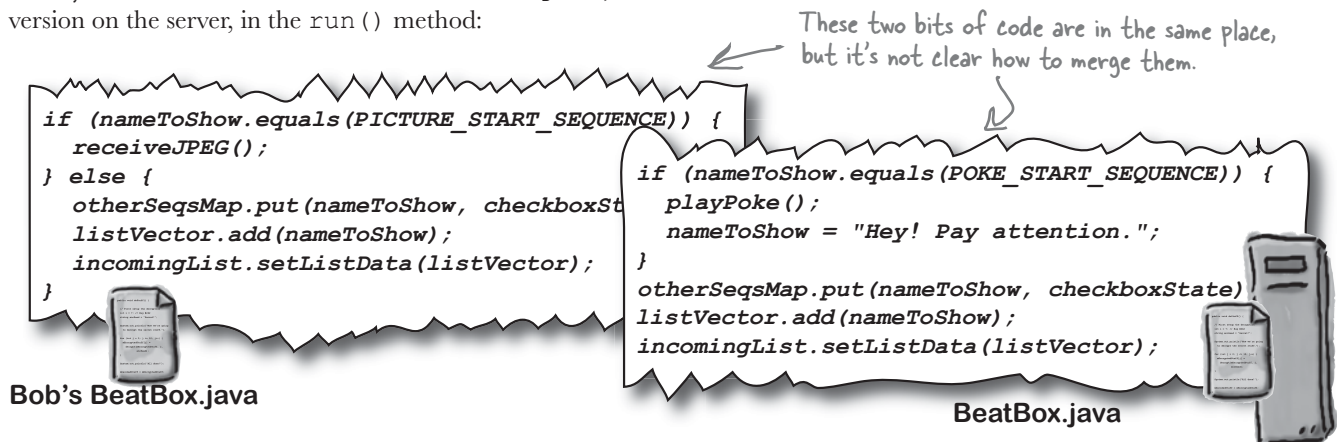 version on the server, in the run() method:
These two bits of code are in the same place,
but it's not clear how to merge them.
if (nameToShow.equals(PICTURE_START_SEQUENCE)) {
receiveJPEG();
} else {
otherSeqsMap.put(nameToShow, checkboxSt
listVector.add(nameToShow);
incomingList.setListData(listVector);
}
Bob's BeatBox.java
if (nameToShow.equals(POKE_START_SEQUENCE)) {
playPoke();
nameToShow = "Hey! Pay attention.";
}
otherSeqsMap.put(nameToShow, checkboxState)
listVector.add(nameToShow);
incomingList.setListData(listVector);
BeatBox.java